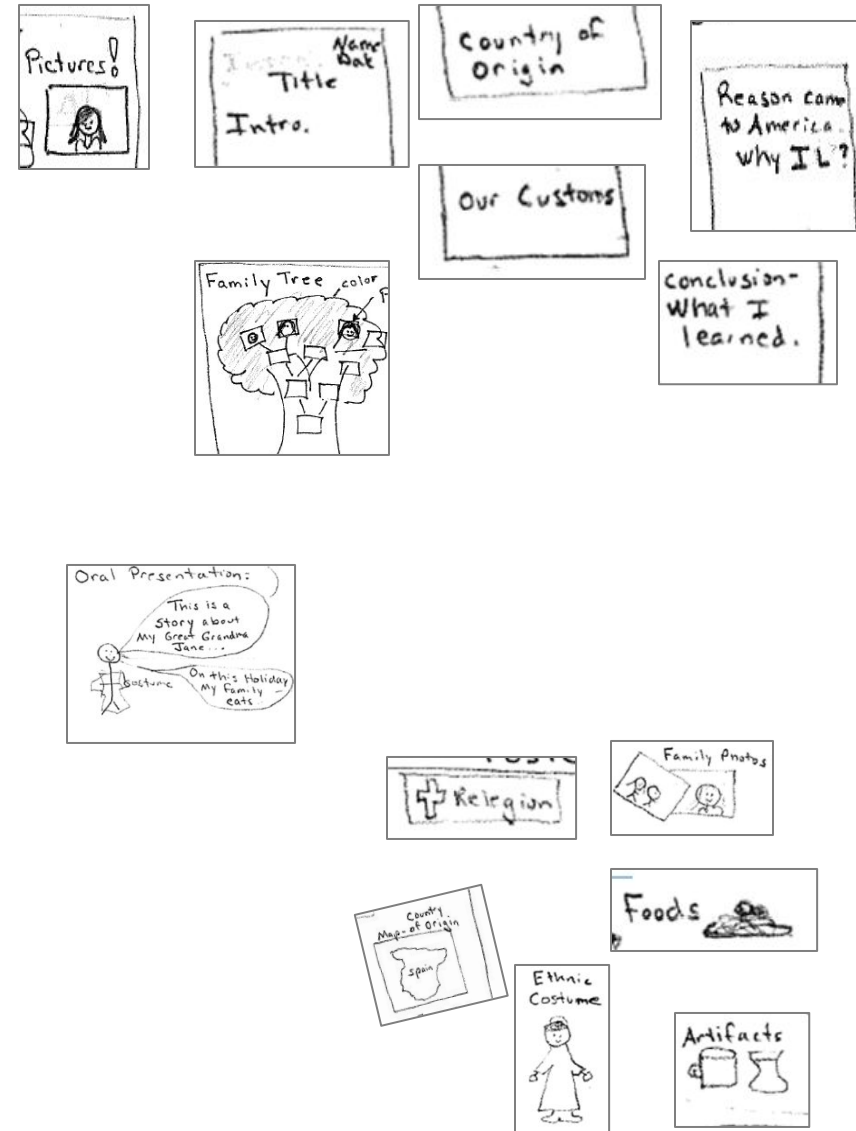 Pictures!
Name
Dat
Title
Intro.
Country of
Origin
Reason came
to America.
Why IL?
Our Customs
Family Tree
color
Conclusion-
What I
learned.
Oral Presentation:
This is a
Story about
My Great Grandma
Jane...
costume
On this Holiday
My Family
eats
Relegion
Family Photos
Foods
Country
Map-of Origin
Spain
Ethnic
Costume
Artifacts